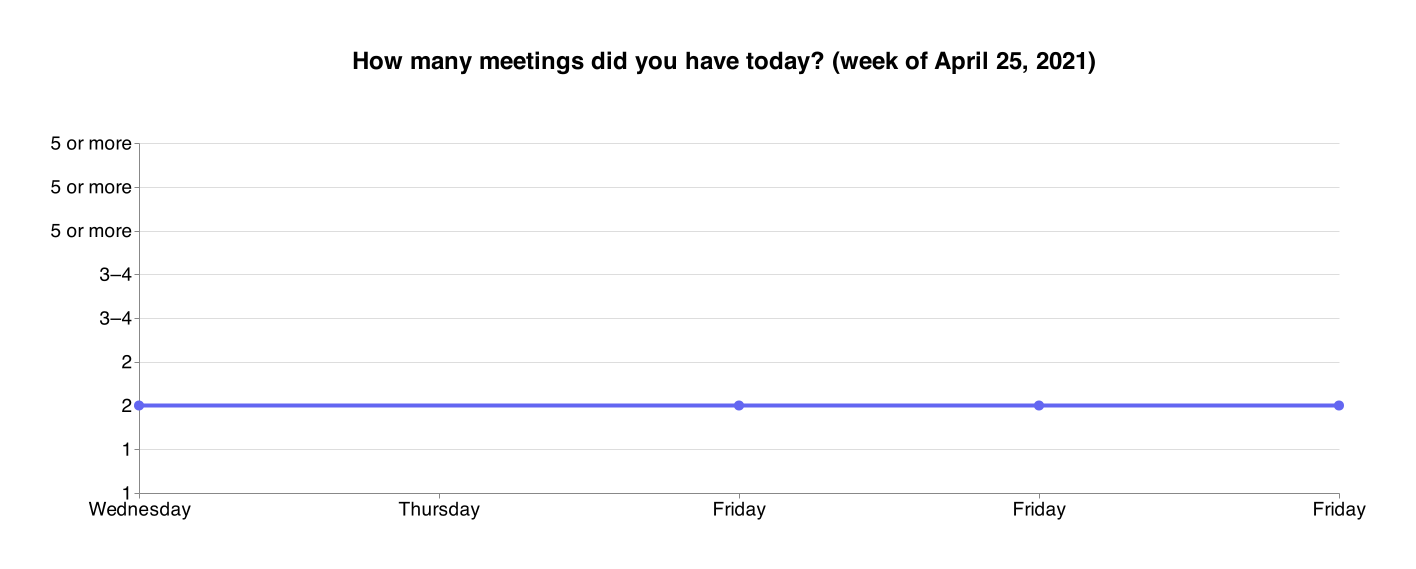 How many meetings did you have today? (week of April 25, 2021)
5 or more
5 or more
5 or more
3–4
3–4
2
2
1
1
Wednesday Thursday Friday Friday Friday